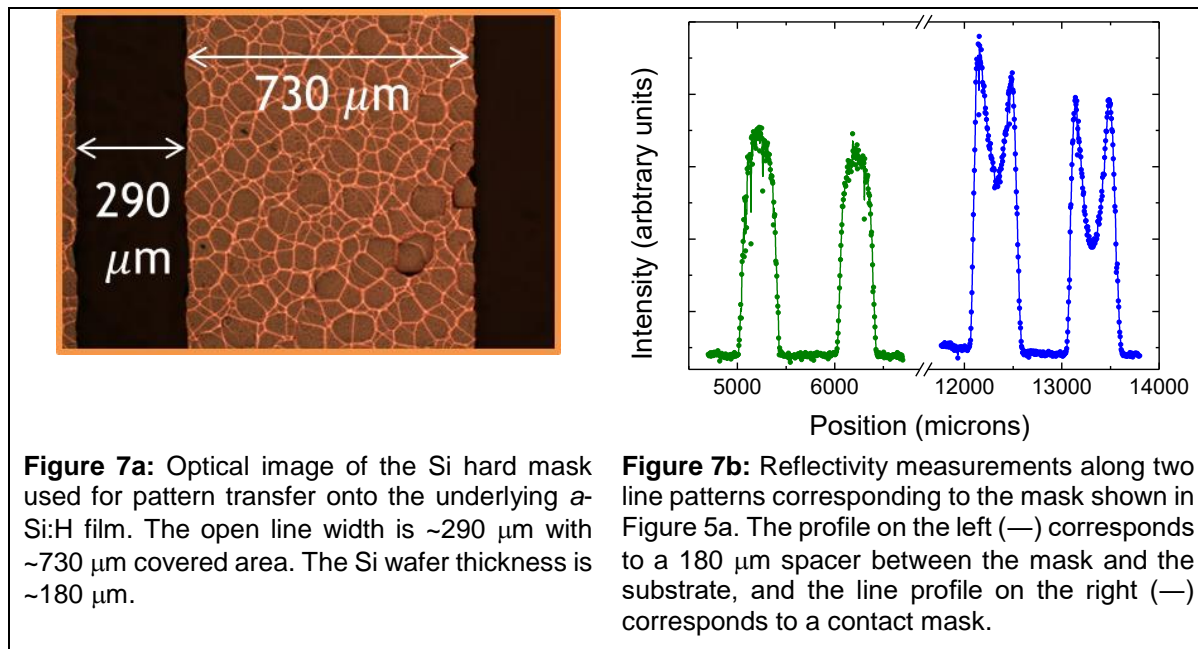 730 μm
290
μm
Intensity (arbtrary units)
5000 6000 12000 13000 14000
Position (microns)
Figure 7a: Optical image of the Si hard mask
used for pattern transfer onto the underlying a-
Si:H film. The open line width is ~290 μm with
~730 μm covered area. The Si wafer thickness is
~180 μm.
Figure 7b: Reflectivity measurements along two
line patterns corresponding to the mask shown in
Figure 5a. The profile on the left (—) corresponds
to a 180 μm spacer between the mask and the
substrate, and the line profile on the right (—)
corresponds to a contact mask.